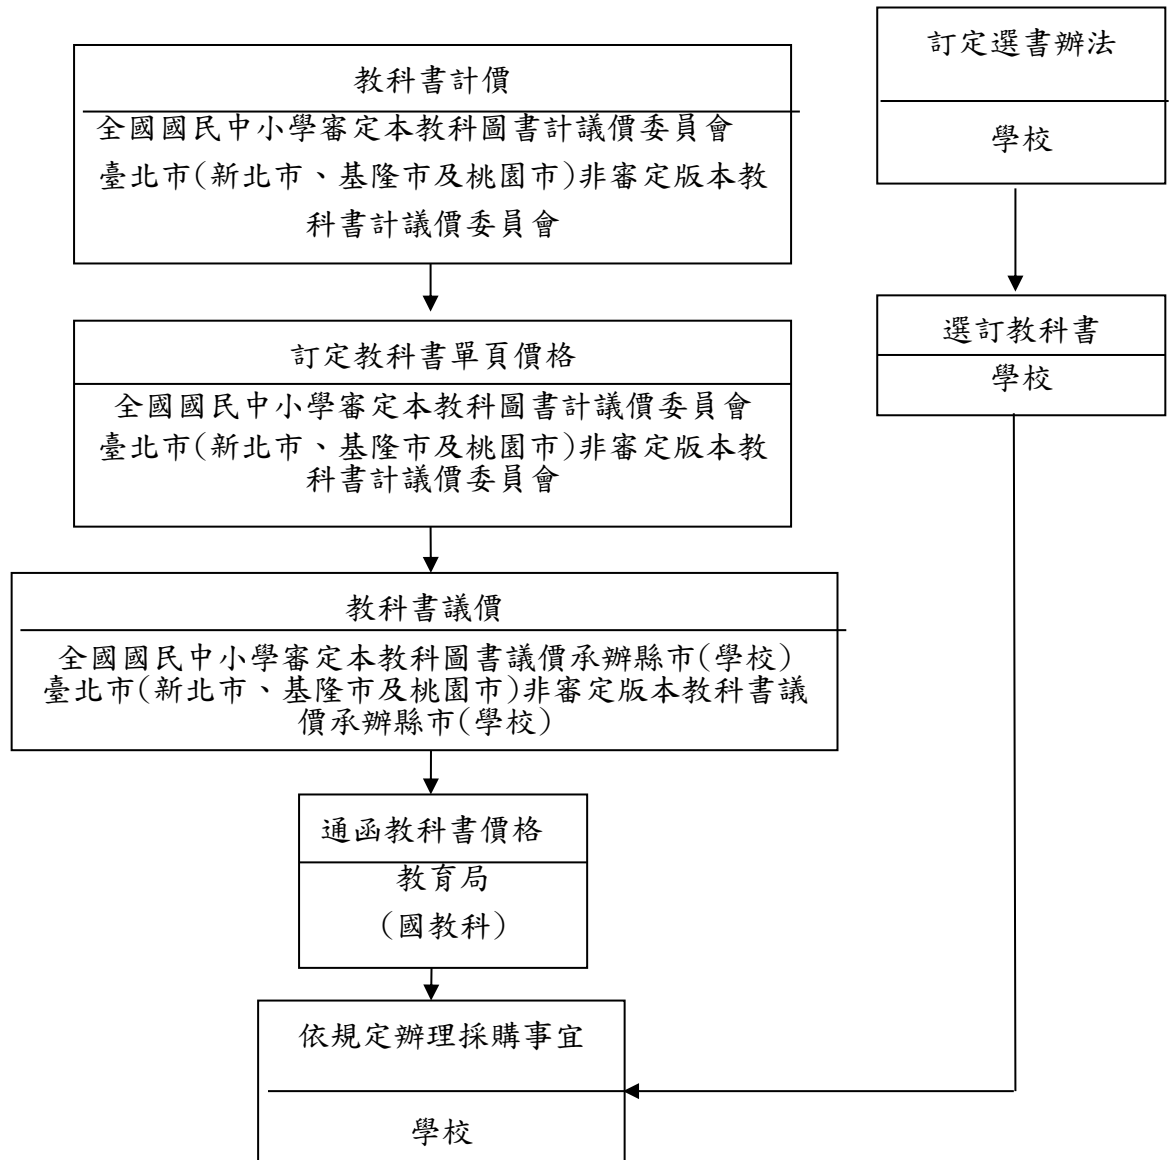 教科書計價
全國國民中小學審定本教科圖書計議價委員會
臺北市(新北市、基隆市及桃園市)非審定版本教
科書計議價委員會
訂定教科書單頁價格
全國國民中小學審定本教科圖書計議價委員會
臺北市(新北市、基隆市及桃園市)非審定版本教
科書計議價委員會
教科書議價
全國國民中小學審定本教科圖書議價承辦縣市(學校)
臺北市(新北市、基隆市及桃園市)非審定版本教科書議
價承辦縣市(學校)
通函教科書價格
教育局
(國教科)
依規定辦理採購事宜
學校
訂定選書辦法
學校
選訂教科書
學校